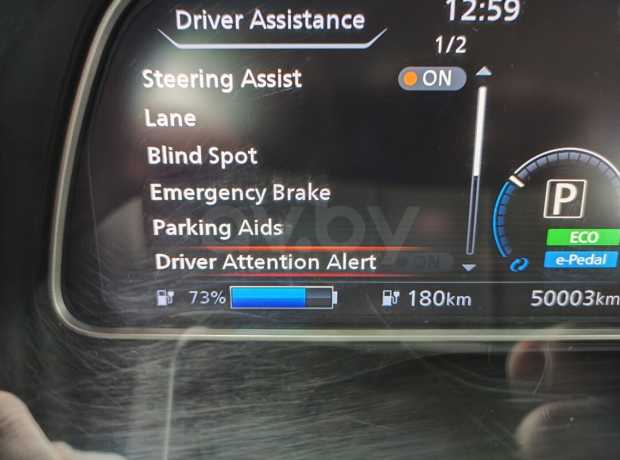 Driver Assistance
12:59
1/2
Steering Assist ON
Lane
Blind Spot
Emergency Brake
Parking Aids
Driver Attention Alert ON
P
ECO
e-Pedal
73% 180km 50003km